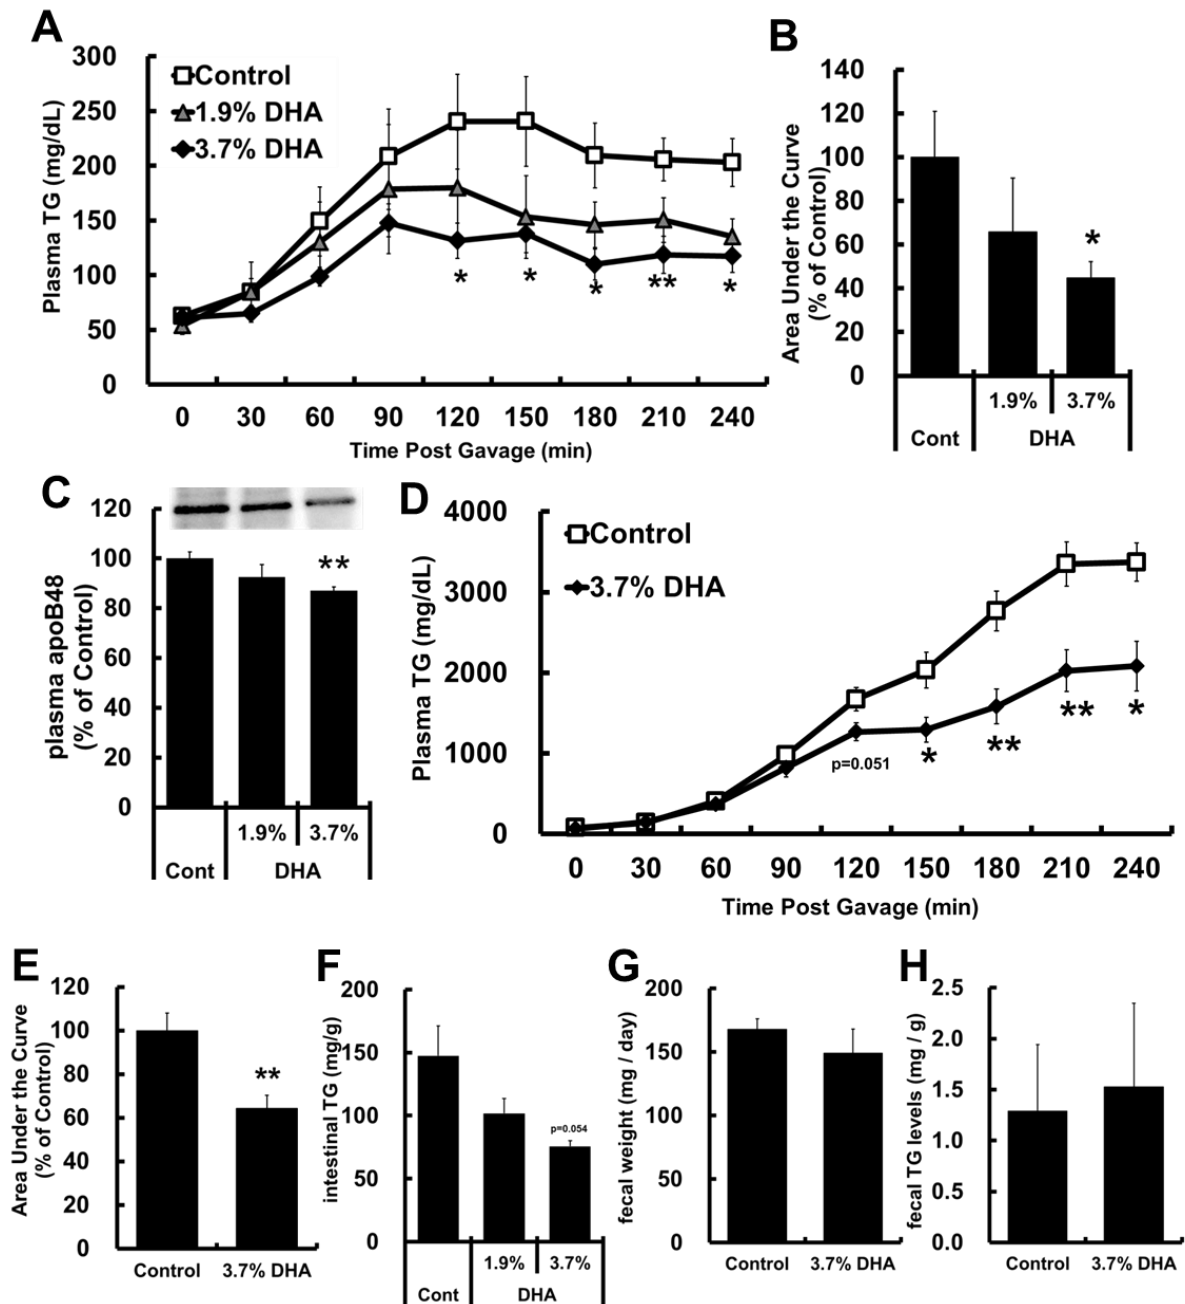 A
300
250
200
150
100
50
0
Plasma TG (mg/dL)
Control
1.9% DHA
3.7% DHA
*
*
*
**
*
0 30 60 90 120 150 180 210 240
Time Post Gavage (min)
B
140
120
100
80
60
40
20
0
Area Under the Curve
(% of Control)
*
1.9% 3.7%
Cont DHA
C
120
100
80
60
40
20
0
plasma apoB48
(% of Control)
**
1.9% 3.7%
Cont DHA
D
4000
3000
2000
1000
0
Plasma TG (mg/dL)
Control
3.7% DHA
p=0.051
*
**
**
*
0 30 60 90 120 150 180 210 240
Time Post Gavage (min)
E
120
100
80
60
40
20
0
Area Under the Curve
(% of Control)
**
Control 3.7% DHA
F
200
150
100
50
0
intestinal TG (mg/g)
p=0.054
1.9% 3.7%
Cont DHA
G
200
150
100
50
0
fecal weight (mg / day)
Control 3.7% DHA
H
2.5
2.0
1.5
1.0
0.5
0.0
fecal TG levels (mg / g)
Control 3.7% DHA